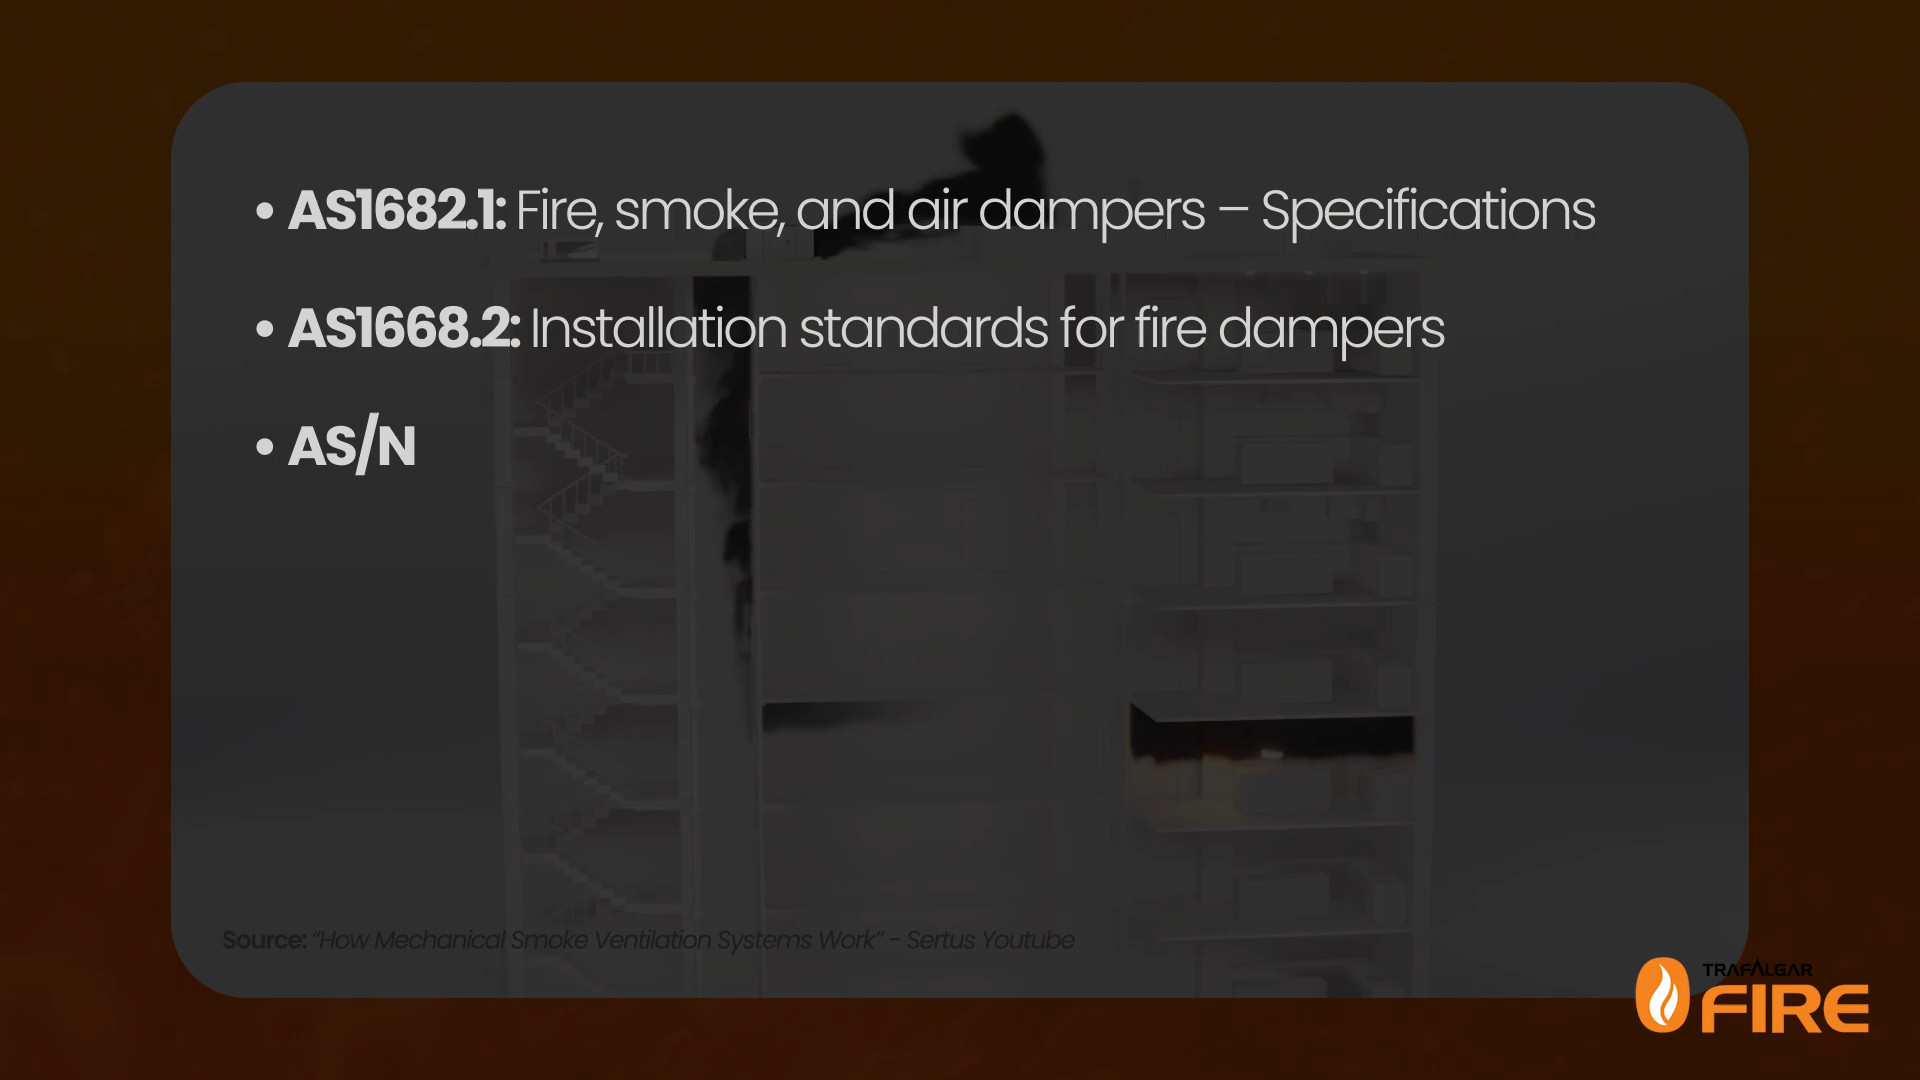 • AS1682.1: Fire, smoke, and air dampers – Specifications
• AS1668.2: Installation standards for fire dampers
• AS/N
Source: “How Mechanical Smoke Ventilation Systems Work” - Sertus Youtube
TRAFALGAR
FIRE